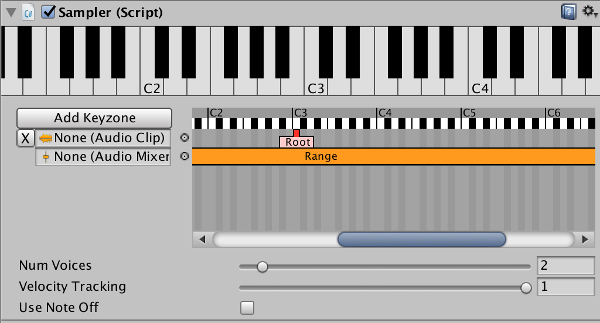 C# Sampler (Script)
C2 C3 C4
Add Keyzone C2 C3 C4 C5 C6
X None (Audio Clip)
Root
None (Audio Mixer Range
Num Voices 2
Velocity Tracking 1
Use Note Off